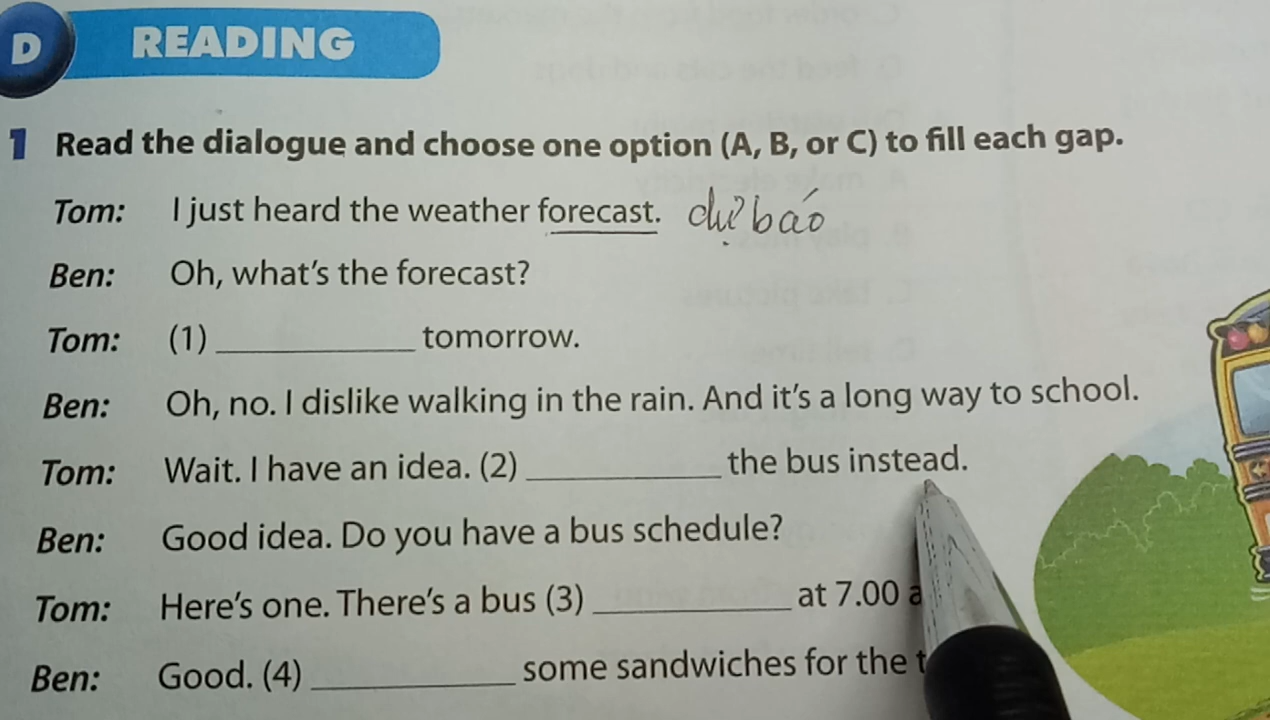 D READING
1 Read the dialogue and choose one option (A, B, or C) to fill each gap.
Tom: I just heard the weather forecast. dự báo
Ben: Oh, what's the forecast?
Tom: (1) ____________ tomorrow.
Ben: Oh, no. I dislike walking in the rain. And it's a long way to school.
Tom: Wait. I have an idea. (2) ____________ the bus instead.
Ben: Good idea. Do you have a bus schedule?
Tom: Here's one. There's a bus (3) ____________ at 7.00
Ben: Good. (4) ____________ some sandwiches for the